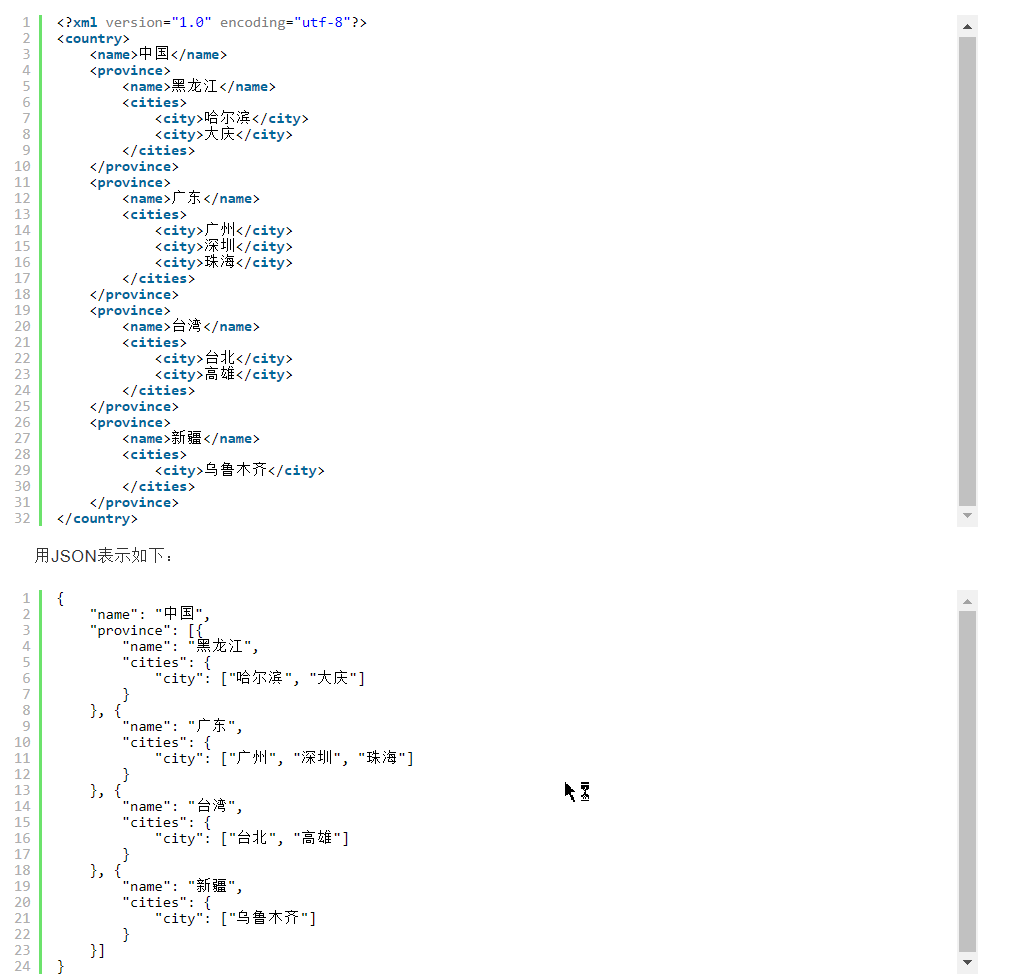 1 <?xml version="1.0" encoding="utf-8"?>
2 <country>
3     <name>中国</name>
4     <province>
5         <name>黑龙江</name>
6         <cities>
7             <city>哈尔滨</city>
8             <city>大庆</city>
9         </cities>
10     </province>
11     <province>
12         <name>广东</name>
13         <cities>
14             <city>广州</city>
15             <city>深圳</city>
16             <city>珠海</city>
17         </cities>
18     </province>
19     <province>
20         <name>台湾</name>
21         <cities>
22             <city>台北</city>
23             <city>高雄</city>
24         </cities>
25     </province>
26     <province>
27         <name>新疆</name>
28         <cities>
29             <city>乌鲁木齐</city>
30         </cities>
31     </province>
32 </country>
用JSON表示如下：
1 {
2     "name": "中国",
3     "province": [{
4         "name": "黑龙江",
5         "cities": {
6             "city": ["哈尔滨", "大庆"]
7         }
8     }, {
9         "name": "广东",
10         "cities": {
11             "city": ["广州", "深圳", "珠海"]
12         }
13     }, {
14         "name": "台湾",
15         "cities": {
16             "city": ["台北", "高雄"]
17         }
18     }, {
19         "name": "新疆",
20         "cities": {
21             "city": ["乌鲁木齐"]
22         }
23     }]
24 }